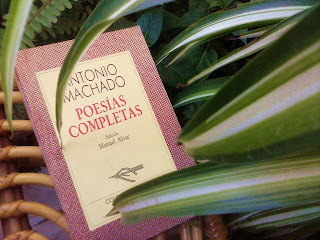 ANTONIO
MACHADO
POESÍAS
COMPLETAS
Edición
Manuel Alvar